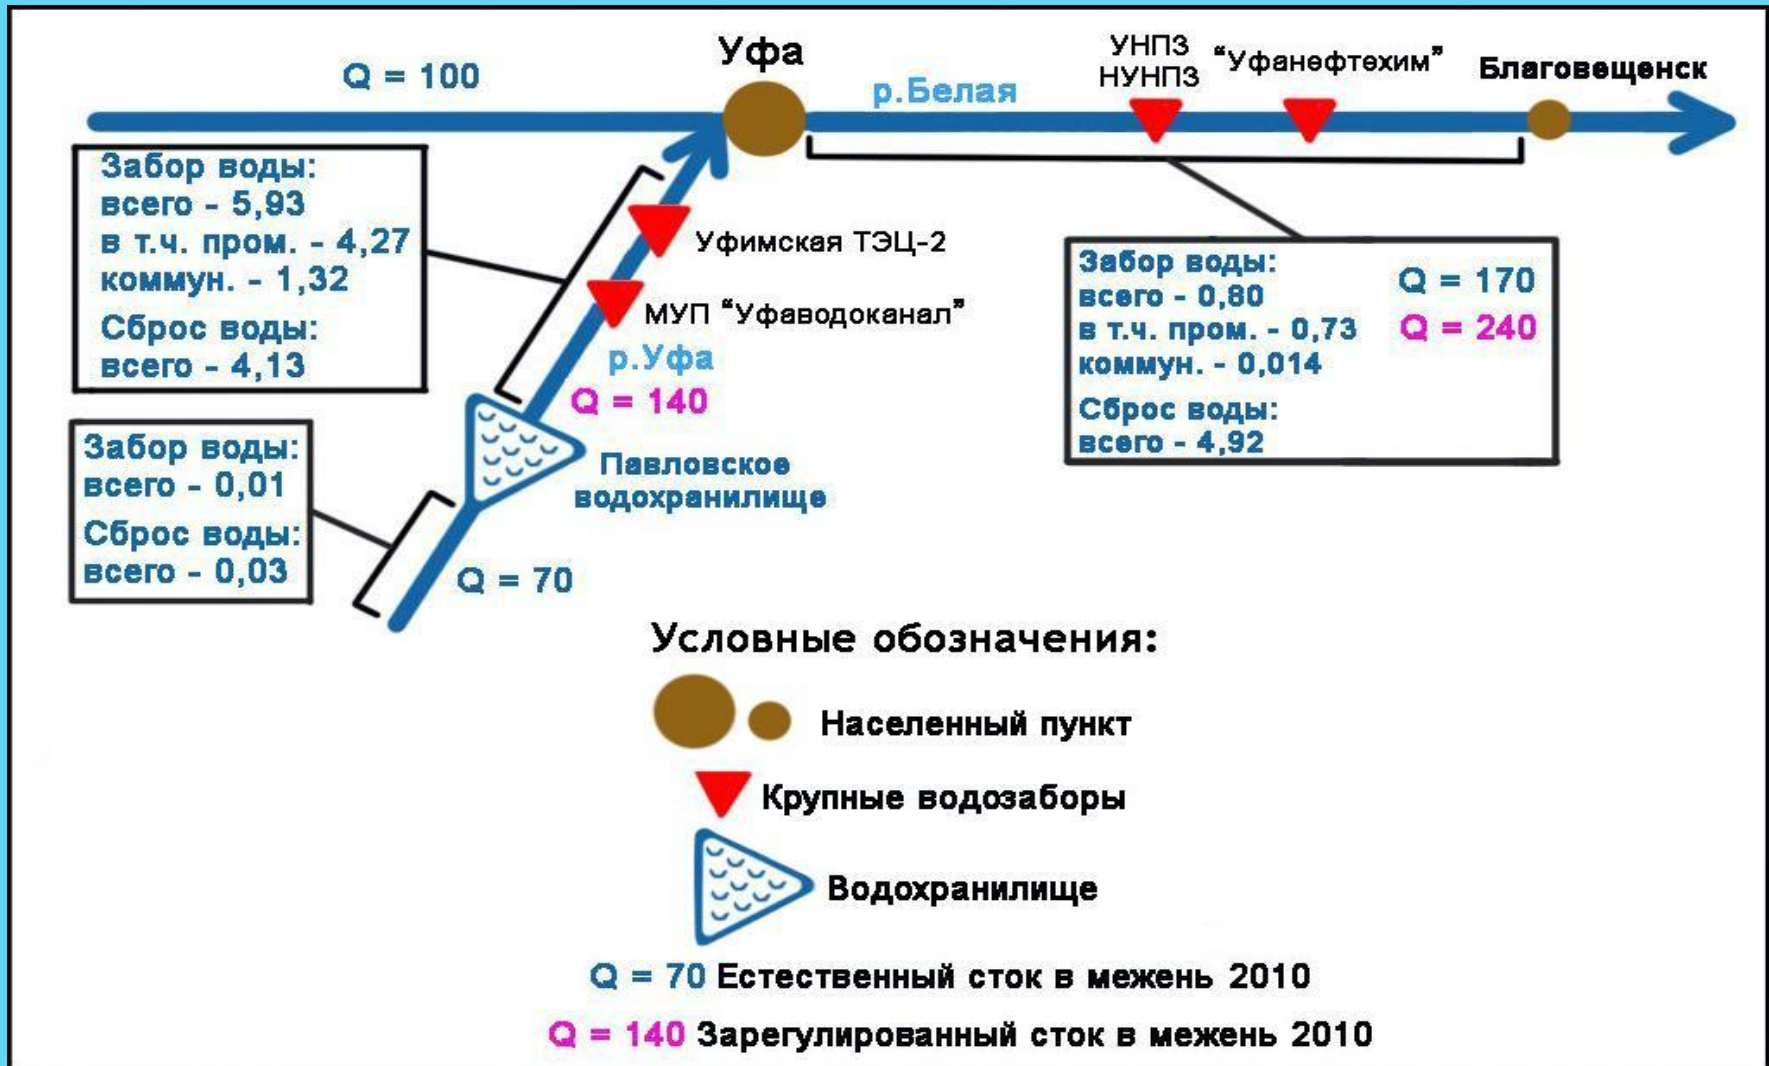 Уфа
УНПЗ
НУНПЗ
"Уфанефтехим"
Благовещенск
Q = 100
р.Белая
Забор воды:
всего - 5,93
в т.ч. пром. - 4,27
коммун. - 1,32
Сброс воды:
всего - 4,13
Уфимская ТЭЦ-2
МУП "Уфаводоканал"
р.Уфа
Q = 140
Забор воды:
всего - 0,80
в т.ч. пром. - 0,73
коммун. - 0,014
Сброс воды:
всего - 4,92
Q = 170
Q = 240
Забор воды:
всего - 0,01
Сброс воды:
всего - 0,03
Павловское
водохранилище
Q = 70
Условные обозначения:
Населенный пункт
Крупные водозаборы
Водохранилище
Q = 70 Естественный сток в межень 2010
Q = 140 Зарегулированный сток в межень 2010